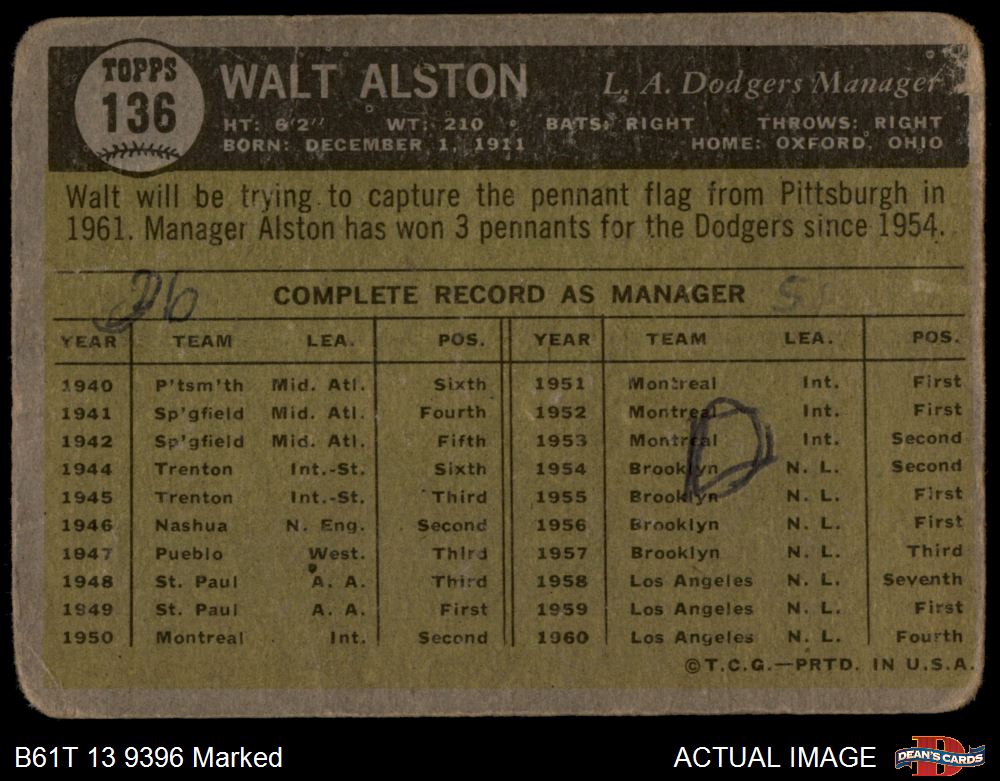 TOPPS
136
WALT ALSTON L. A. Dodgers Manager
HT: 6'2" WT: 210 BATS: RIGHT THROWS: RIGHT
BORN: DECEMBER 1, 1911 HOME: OXFORD, OHIO
Walt will be trying to capture the pennant flag from Pittsburgh in
1961. Manager Alston has won 3 pennants for the Dodgers since 1954.
26
COMPLETE RECORD AS MANAGER
YEAR TEAM LEA. POS. YEAR TEAM LEA. POS.
1940 P'tsm'th Mid. Atl. Sixth 1951 Montreal Int. First
1941 Sp'gfield Mid. Atl. Fourth 1952 Montreal Int. First
1942 Sp'gfield Mid. Atl. Fifth 1953 Montreal Int. Second
1944 Trenton Int.-St. Sixth 1954 Brooklyn N. L. Second
1945 Trenton Int.-St. Third 1955 Brooklyn N. L. First
1946 Nashua N. Eng. Second 1956 Brooklyn N. L. First
1947 Pueblo West. Third 1957 Brooklyn N. L. Third
1948 St. Paul A. A. Third 1958 Los Angeles N. L. Seventh
1949 St. Paul A. A. First 1959 Los Angeles N. L. First
1950 Montreal Int. Second 1960 Los Angeles N. L. Fourth
D
©T.C.G.—PRTD. IN U.S.A.
B61T 13 9396 Marked ACTUAL IMAGE
DEAN'S CARDS